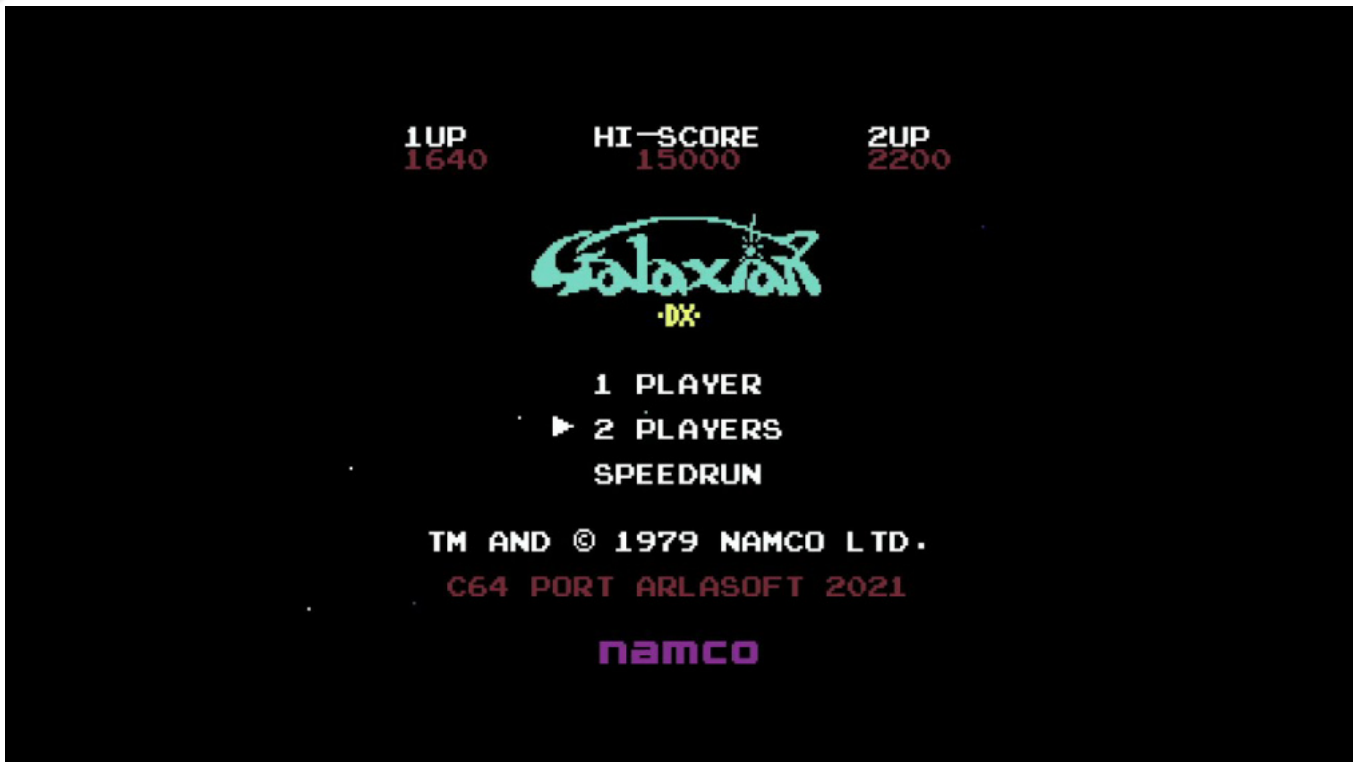 1UP HI-SCORE 2UP
1640 15000 2200
Galaxian
·DX·
1 PLAYER
2 PLAYERS
SPEEDRUN
TM AND © 1979 NAMCO LTD.
C64 PORT ARLASOFT 2021
namco